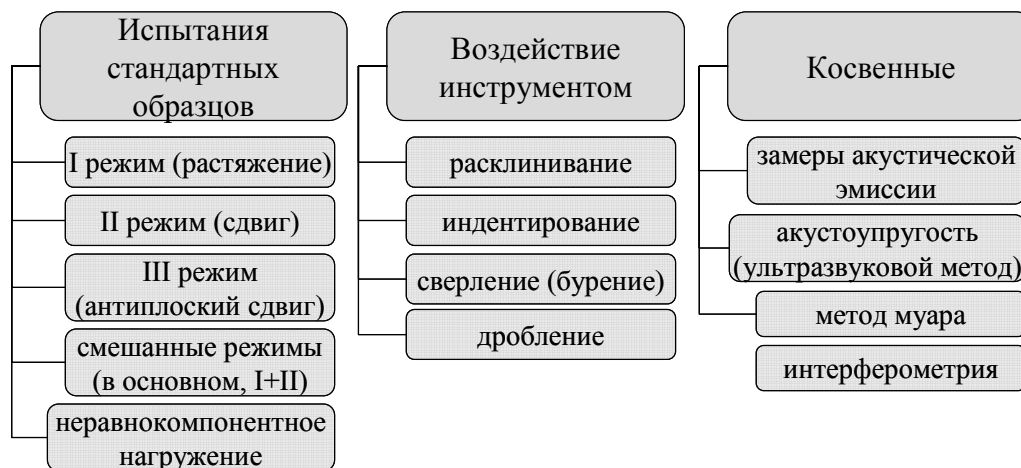 Испытания
стандартных
образцов
I режим (растяжение)
II режим (сдвиг)
III режим
(антиплоский сдвиг)
смешанные режимы
(в основном, I+II)
неравнокомпонентное
нагружение
Воздействие
инструментом
расклинивание
индентирование
сверление (бурение)
дробление
Косвенные
замеры акустической
эмиссии
акустоупругость
(ультразвуковой метод)
метод муара
интерферометрия